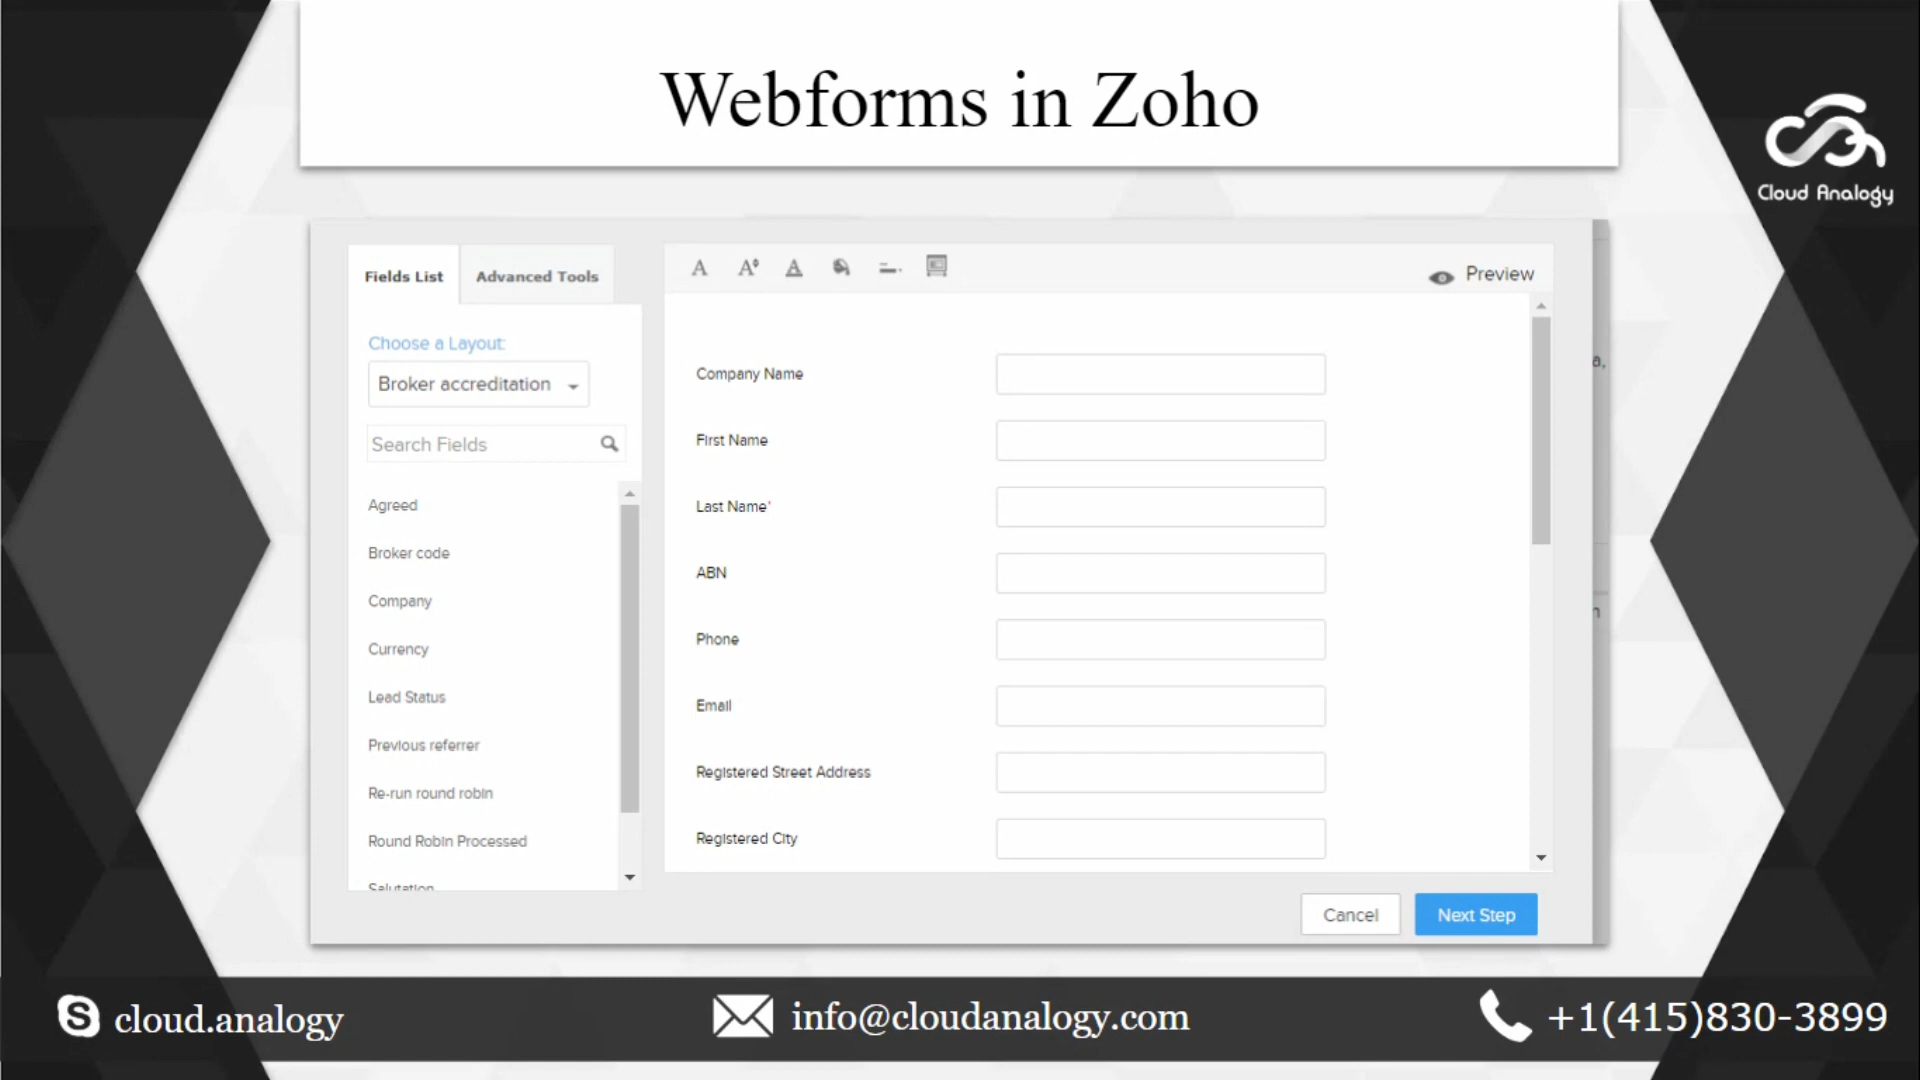 Webforms in Zoho
Cloud Analogy
Fields List
Advanced Tools
Choose a Layout:
Broker accreditation
Search Fields
Agreed
Broker code
Company
Currency
Lead Status
Previous referrer
Re-run round robin
Round Robin Processed
Salutation
A A A
Preview
Company Name
First Name
Last Name*
ABN
Phone
Email
Registered Street Address
Registered City
a,
n
Cancel
Next Step
cloud.analogy
info@cloudanalogy.com
+1(415)830-3899